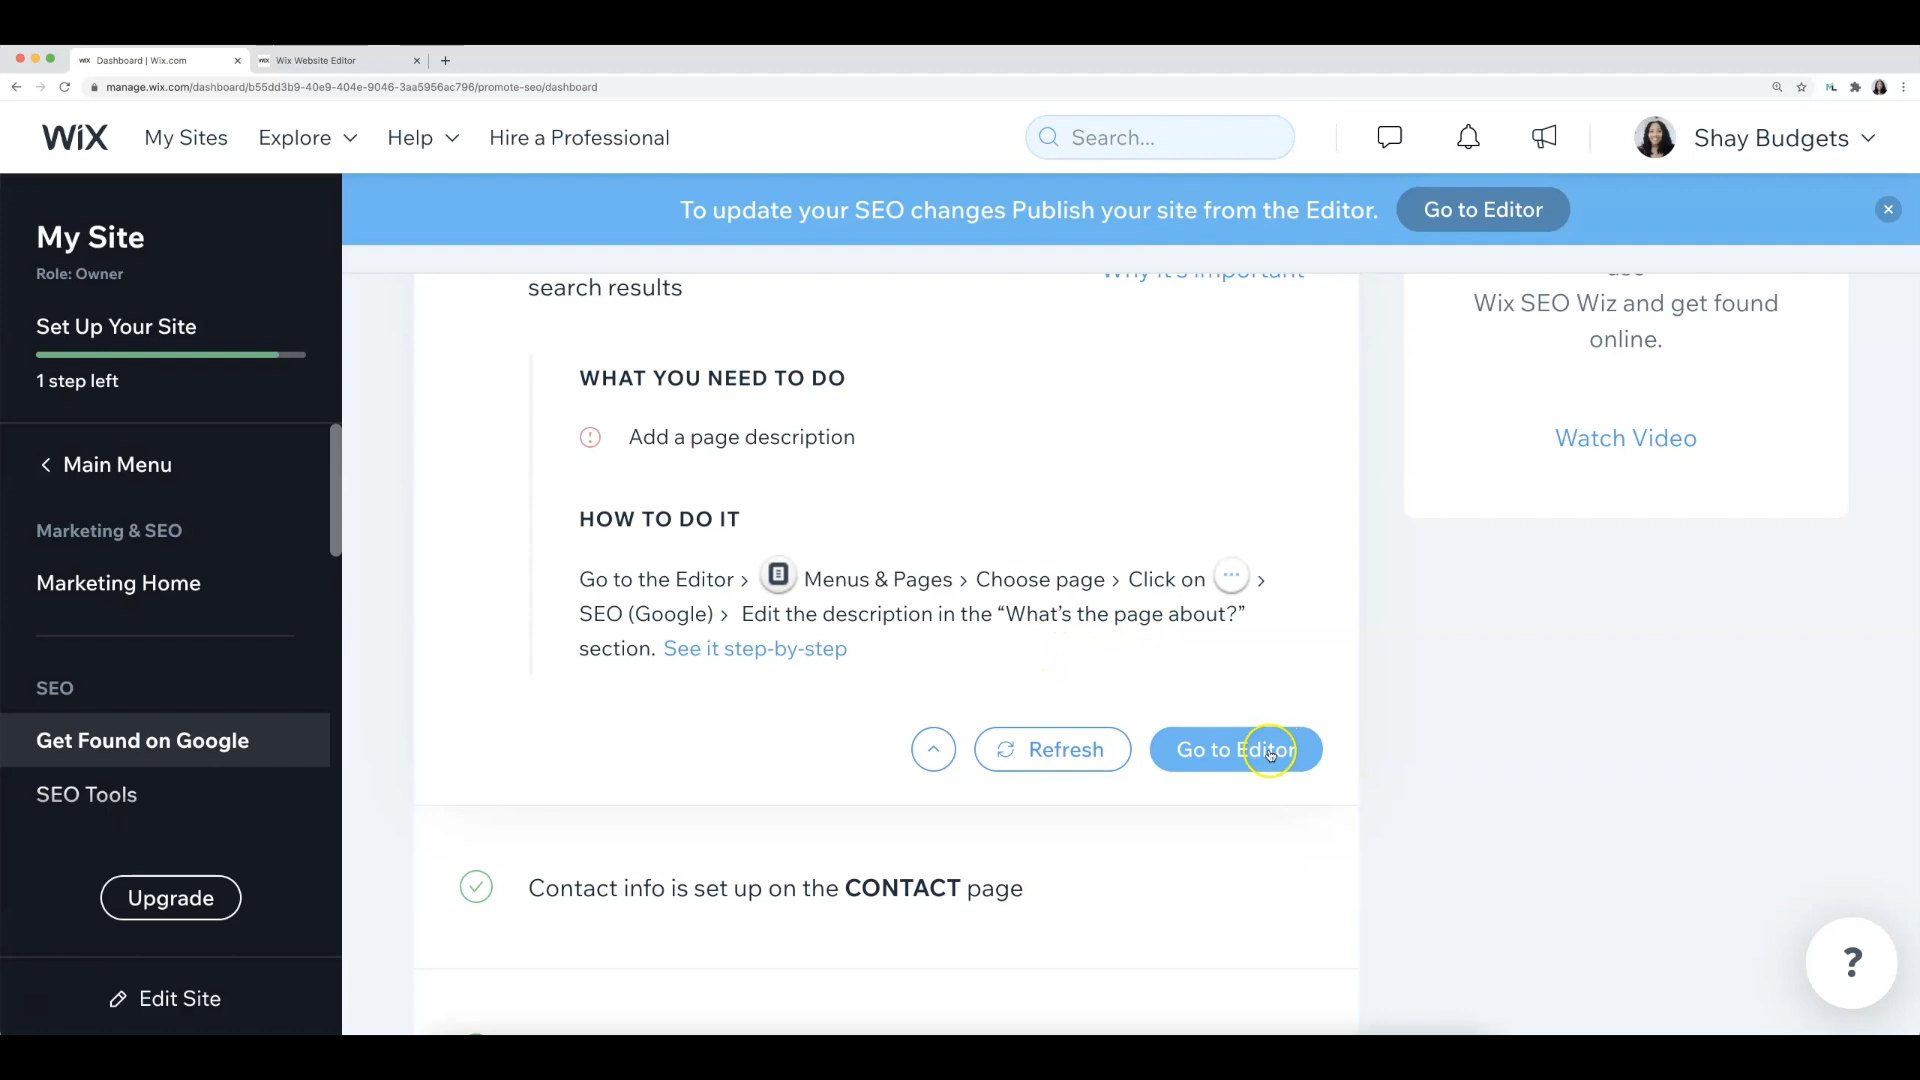 WiX Dashboard | Wix.com
WiX Wix Website Editor
manage.wix.com/dashboard/b55dd3b9-40e9-404e-9046-3aa5956ac796/promote-seo/dashboard
WiX
My Sites
Explore
Help
Hire a Professional
Search...
Shay Budgets
To update your SEO changes Publish your site from the Editor.
Go to Editor
My Site
Role: Owner
Set Up Your Site
1 step left
Main Menu
Marketing & SEO
Marketing Home
SEO
Get Found on Google
SEO Tools
Upgrade
Edit Site
Why it's important
search results
WHAT YOU NEED TO DO
Add a page description
HOW TO DO IT
Go to the Editor > Menus & Pages > Choose page > Click on ... >
SEO (Google) > Edit the description in the “What's the page about?”
section. See it step-by-step
Refresh
Go to Editor
Contact info is set up on the CONTACT page
use
Wix SEO Wiz and get found
online.
Watch Video
?